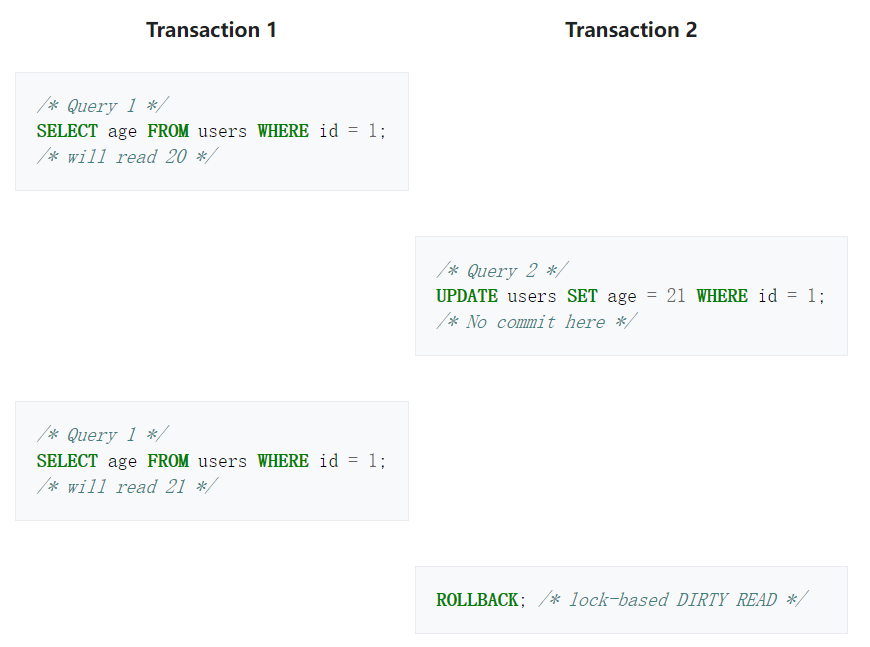 Transaction 1
Transaction 2
/* Query 1 */
SELECT age FROM users WHERE id = 1;
/* will read 20 */
/* Query 2 */
UPDATE users SET age = 21 WHERE id = 1;
/* No commit here */
/* Query 1 */
SELECT age FROM users WHERE id = 1;
/* will read 21 */
ROLLBACK; /* lock-based DIRTY READ */